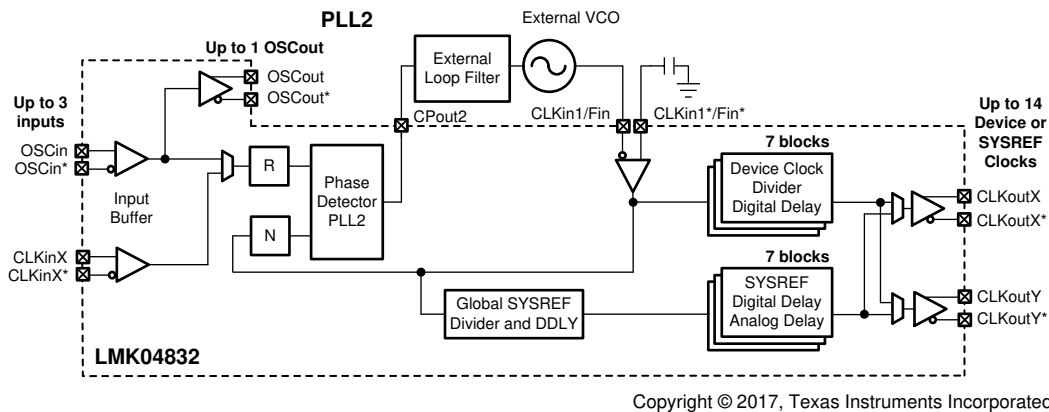 PLL2
External VCO
Up to 1 OSCout
External
Loop Filter
OSCout
OSCout*
Up to 3
inputs
CPout2
CLKin1/Fin
CLKin1*/Fin*
Up to 14
Device or
SYSREF
Clocks
OSCin
OSCin*
Input
Buffer
R
N
Phase
Detector
PLL2
7 blocks
Device Clock
Divider
Digital Delay
CLKoutX
CLKoutX*
CLKinX
CLKinX*
7 blocks
SYSREF
Digital Delay
Analog Delay
Global SYSREF
Divider and DDLY
CLKoutY
CLKoutY*
LMK04832
Copyright © 2017, Texas Instruments Incorporated